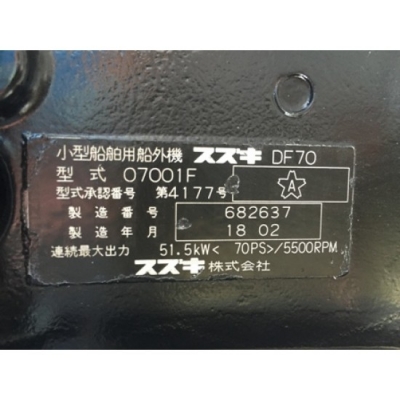 小型船舶用船外機 スズキ DF70
型式 07001F
型式承認番号 第4177号 A
製造番号 682637
製造年月 18 02
連続最大出力 51.5kW< 70PS>/5500RPM
スズキ株式会社